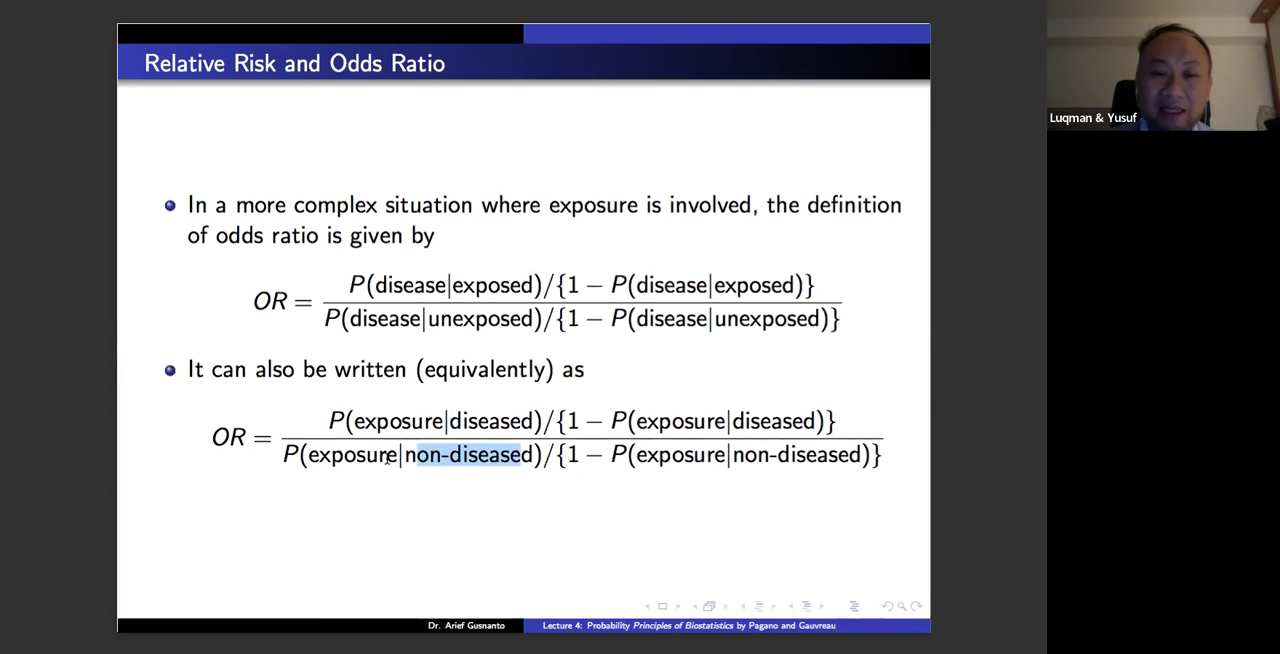 Relative Risk and Odds Ratio
Luqman & Yusuf
In a more complex situation where exposure is involved, the definition
of odds ratio is given by
OR = P(disease|exposed)/{1 − P(disease|exposed)}
P(disease|unexposed)/{1 − P(disease|unexposed)}
It can also be written (equivalently) as
OR = P(exposure|diseased)/{1 − P(exposure|diseased)}
P(exposure|non-diseased)/{1 − P(exposure|non-diseased)}
Dr. Arief Gusnanto Lecture 4: Probability Principles of Biostatistics by Pagano and Gauvreau